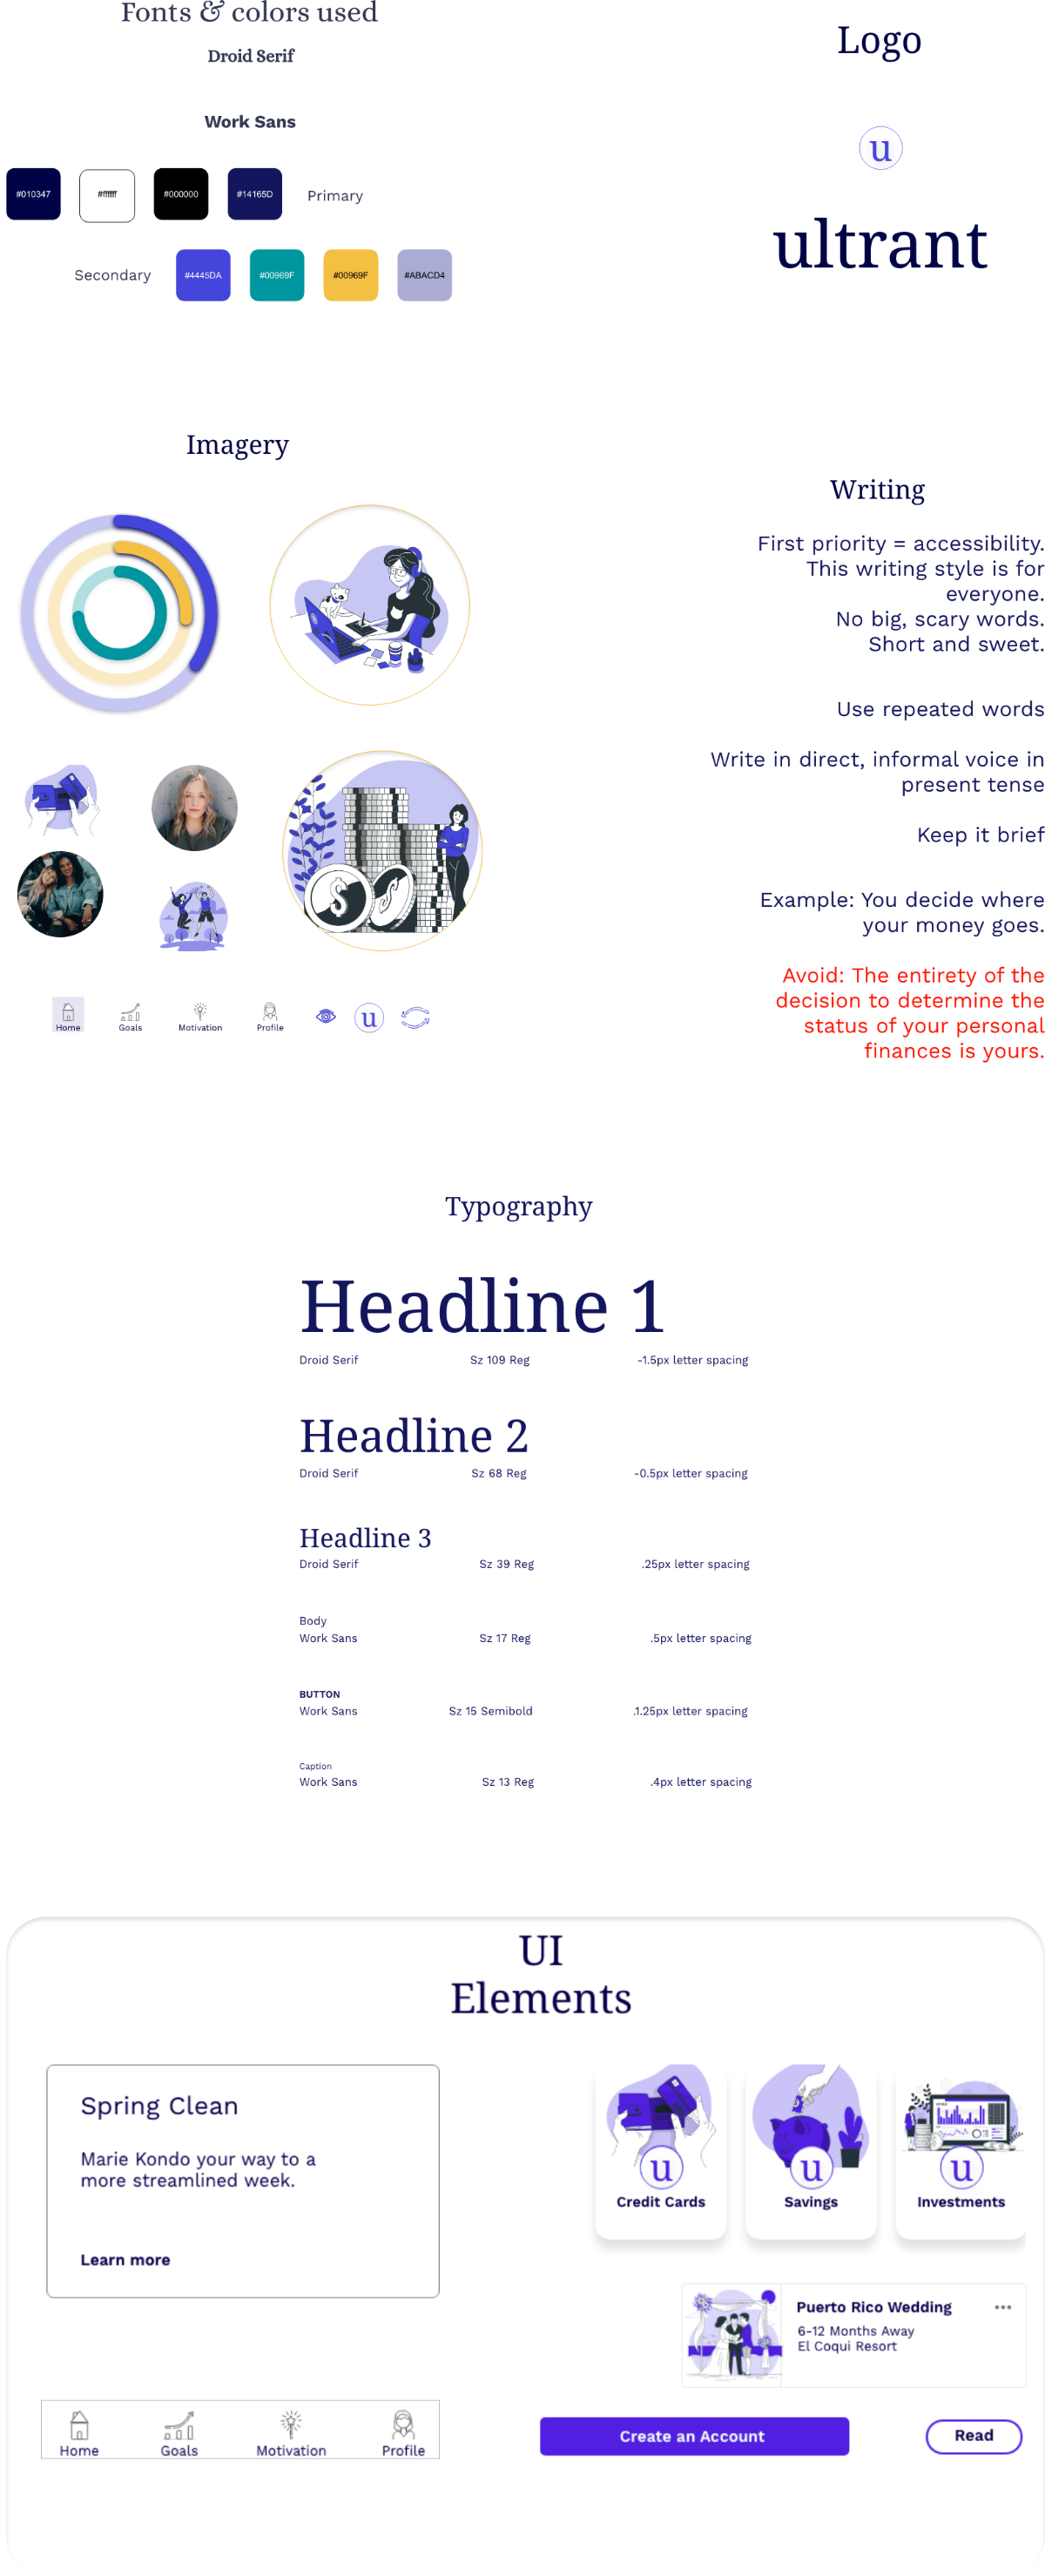 Fonts & colors used
Droid Serif
Work Sans
#010347
#ffffff
#000000
#14165D
Primary
Secondary
#4445DA
#00969F
#00969F
#ABACD4
Logo
u
ultrant
Imagery
$
Home
Goals
Motivation
Profile
u
Writing
First priority = accessibility.
This writing style is for
everyone.
No big, scary words.
Short and sweet.
Use repeated words
Write in direct, informal voice in
present tense
Keep it brief
Example: You decide where
your money goes.
Avoid: The entirety of the
decision to determine the
status of your personal
finances is yours.
Typography
Headline 1
Droid Serif Sz 109 Reg -1.5px letter spacing
Headline 2
Droid Serif Sz 68 Reg -0.5px letter spacing
Headline 3
Droid Serif Sz 39 Reg .25px letter spacing
Body
Work Sans Sz 17 Reg .5px letter spacing
BUTTON
Work Sans Sz 15 Semibold .1.25px letter spacing
Caption
Work Sans Sz 13 Reg .4px letter spacing
UI
Elements
Spring Clean
Marie Kondo your way to a
more streamlined week.
Learn more
u
Credit Cards
u
Savings
u
Investments
Puerto Rico Wedding
6-12 Months Away
El Coqui Resort
Home
Goals
Motivation
Profile
Create an Account
Read